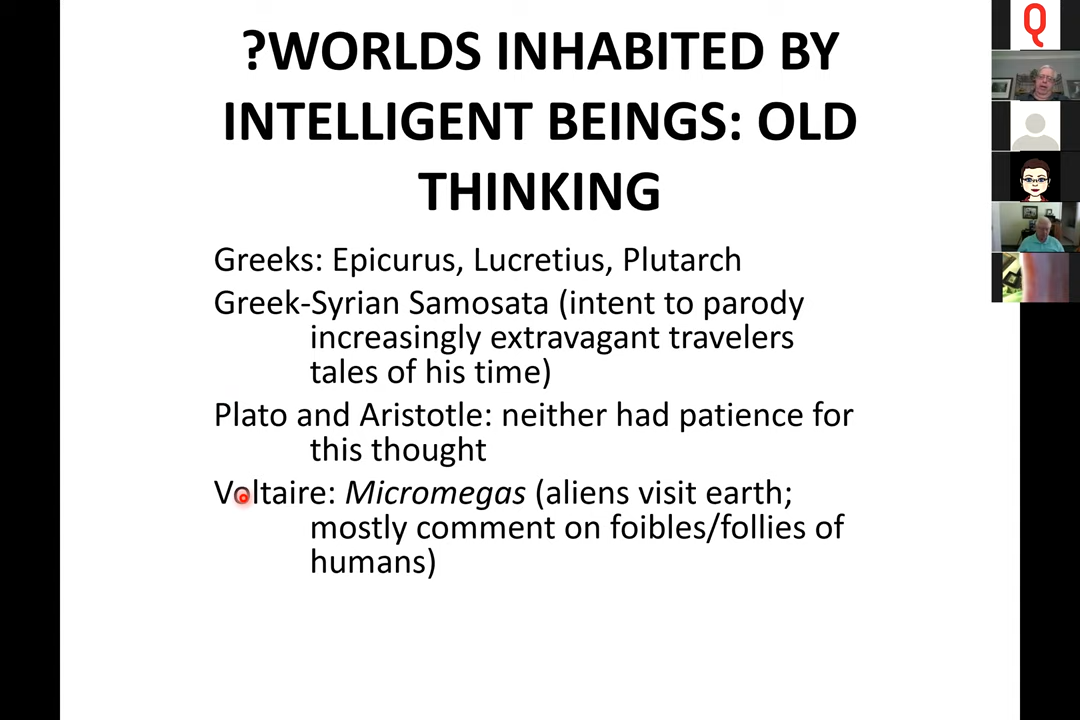 ?WORLDS INHABITED BY
INTELLIGENT BEINGS: OLD
THINKING
Greeks: Epicurus, Lucretius, Plutarch
Greek-Syrian Samosata (intent to parody
increasingly extravagant travelers
tales of his time)
Plato and Aristotle: neither had patience for
this thought
Voltaire: Micromegas (aliens visit earth;
mostly comment on foibles/follies of
humans)
Q